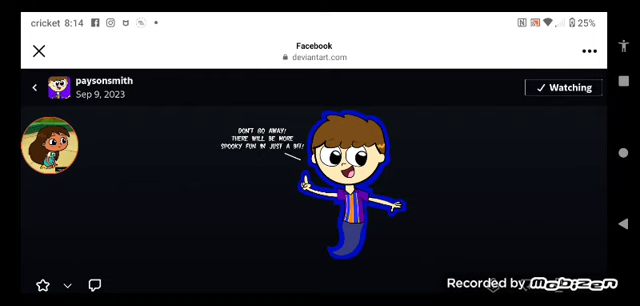 cricket 8:14
25%
Facebook
deviantart.com
paysonsmith
Sep 9, 2023
Watching
DON'T GO AWAY!
THERE WILL BE MORE
SPOOKY FUN IN JUST A BIT!
Recorded by Mobizen